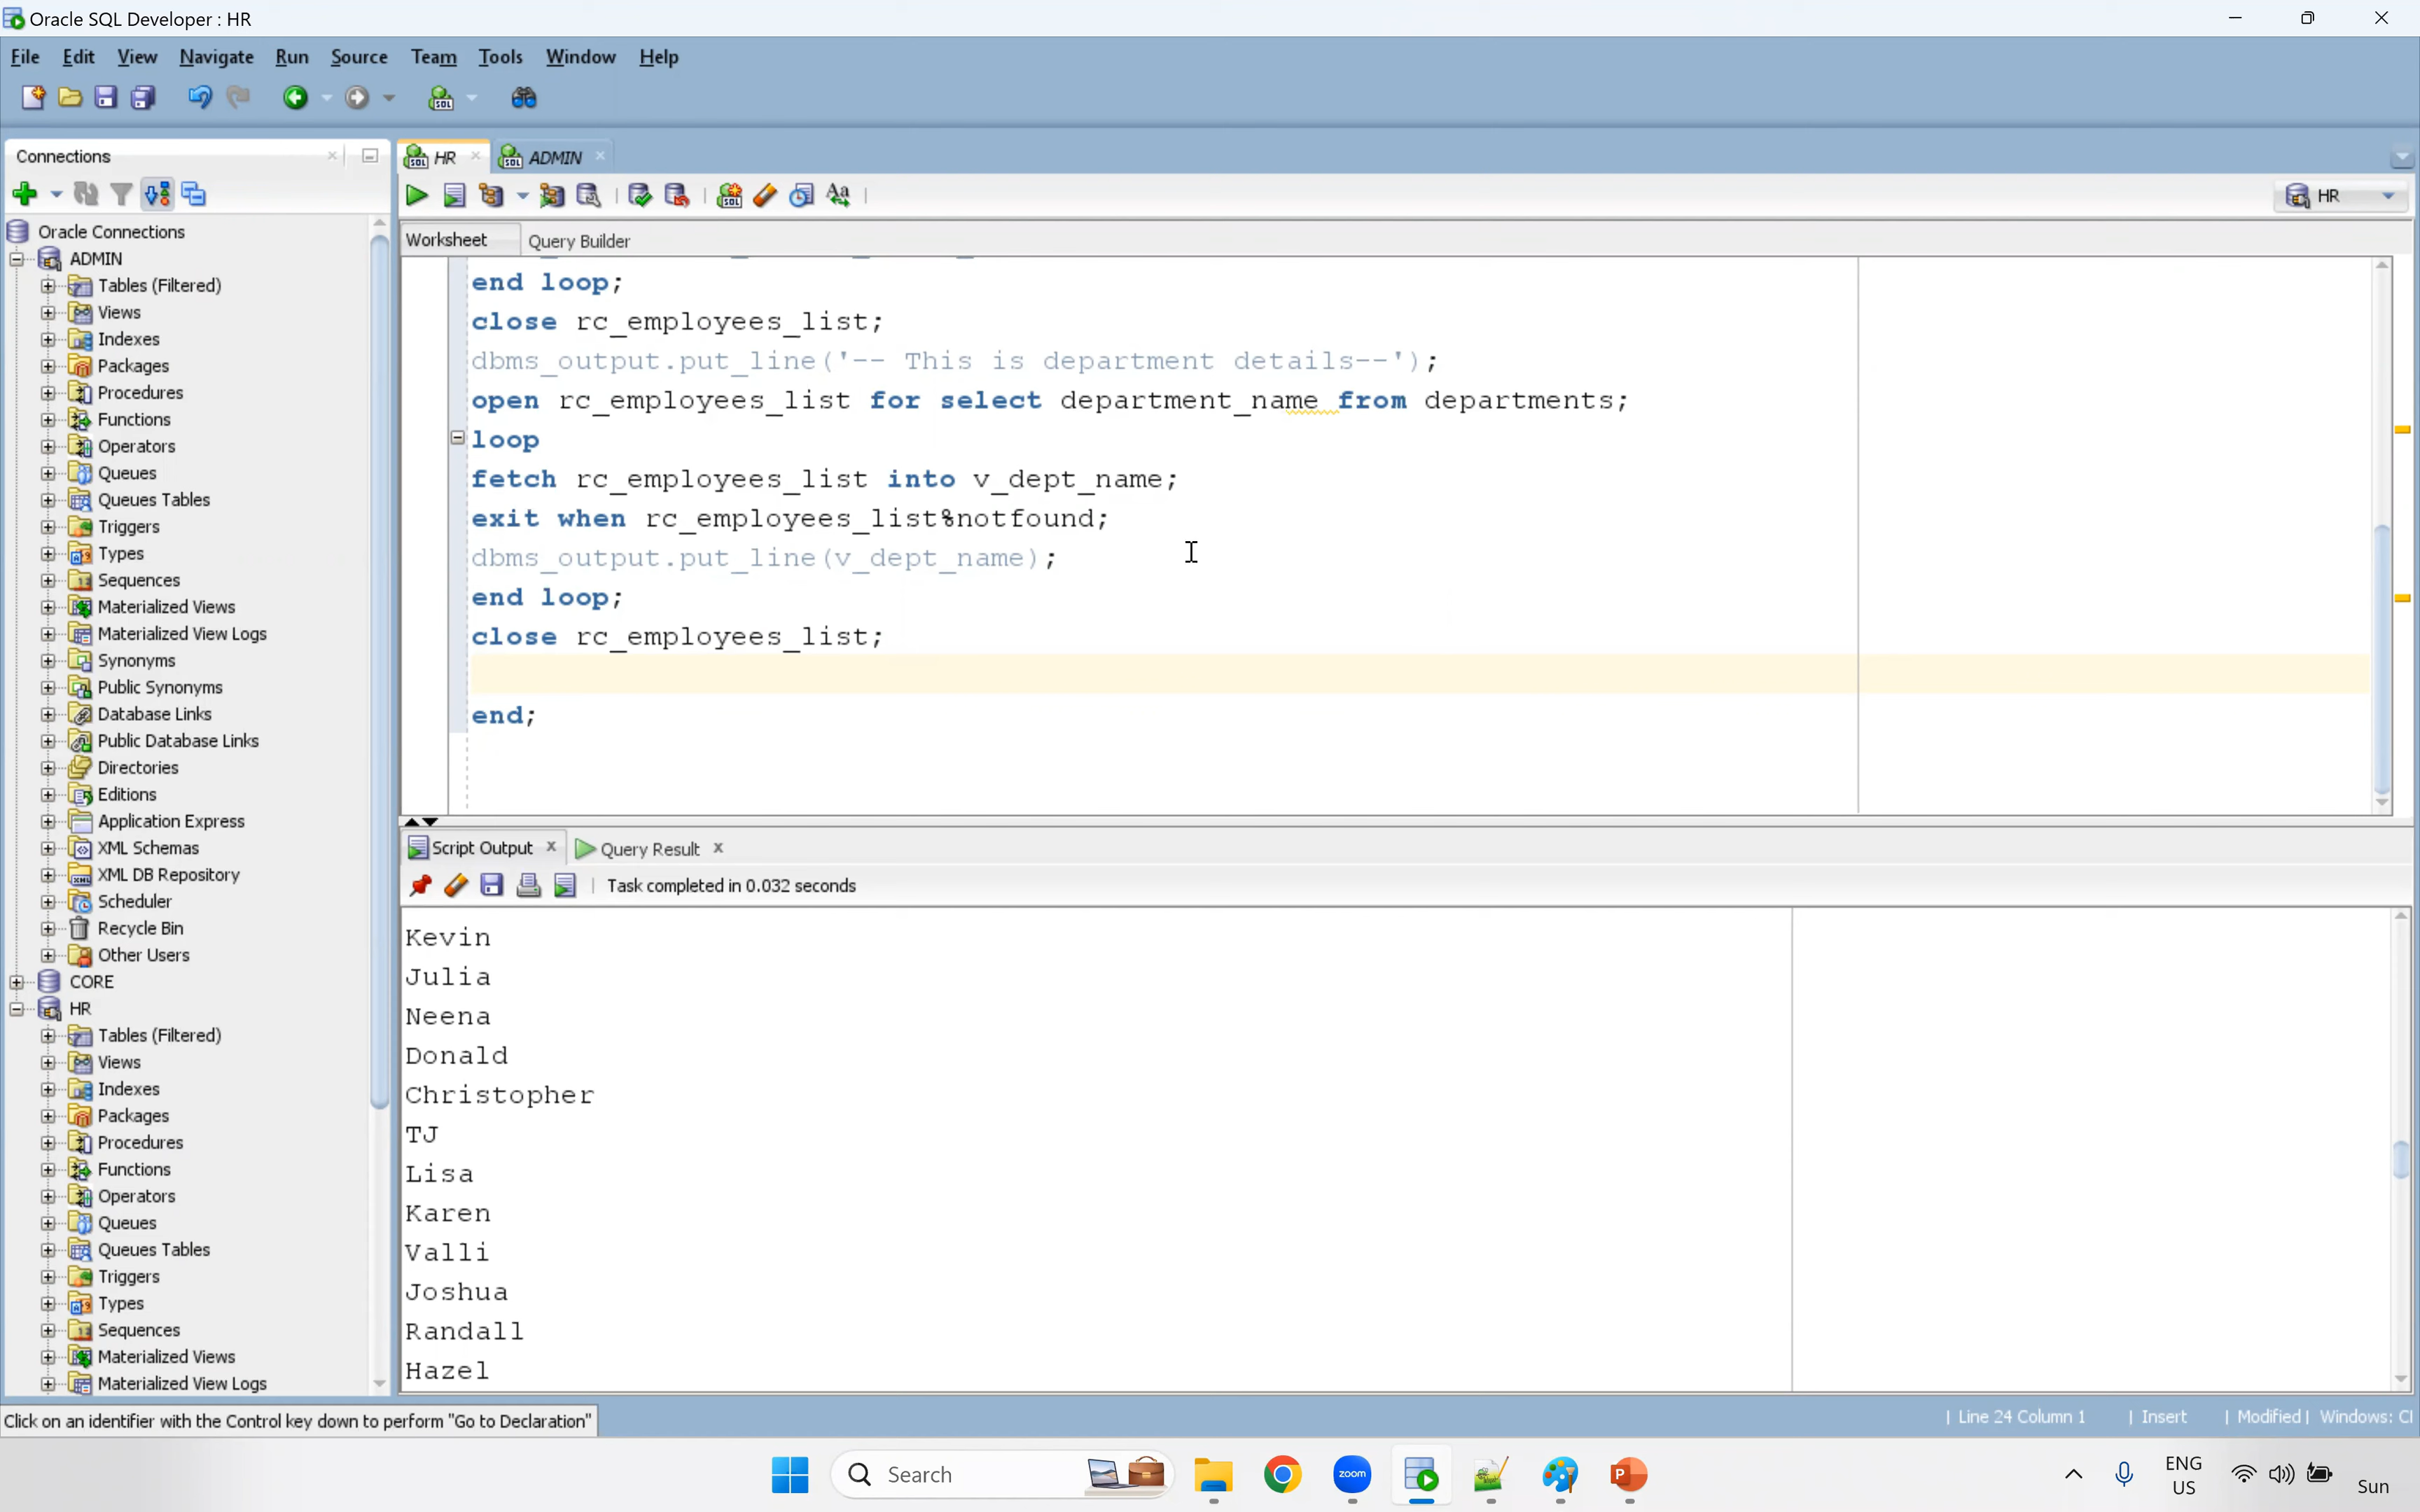 Oracle SQL Developer : HR
File Edit View Navigate Run Source Team Tools Window Help
Connections
HR
ADMIN
HR
Worksheet
Query Builder
Oracle Connections
ADMIN
Tables (Filtered)
Views
Indexes
Packages
Procedures
Functions
Operators
Queues
Queues Tables
Triggers
Types
Sequences
Materialized Views
Materialized View Logs
Synonyms
Public Synonyms
Database Links
Public Database Links
Directories
Editions
Application Express
XML Schemas
XML DB Repository
Scheduler
Recycle Bin
Other Users
CORE
HR
Tables (Filtered)
Views
Indexes
Packages
Procedures
Functions
Operators
Queues
Queues Tables
Triggers
Types
Sequences
Materialized Views
Materialized View Logs
end loop;
close rc_employees_list;
dbms_output.put_line('-- This is department details--');
open rc_employees_list for select department_name from departments;
loop
fetch rc_employees_list into v_dept_name;
exit when rc_employees_list%notfound;
dbms_output.put_line(v_dept_name);
end loop;
close rc_employees_list;
end;
Script Output
Query Result
Task completed in 0.032 seconds
Kevin
Julia
Neena
Donald
Christopher
TJ
Lisa
Karen
Valli
Joshua
Randall
Hazel
Click on an identifier with the Control key down to perform "Go to Declaration"
| Line 24 Column 1 | Insert | Modified | Windows: Cl
Search
zoom
ENG
US
Sun